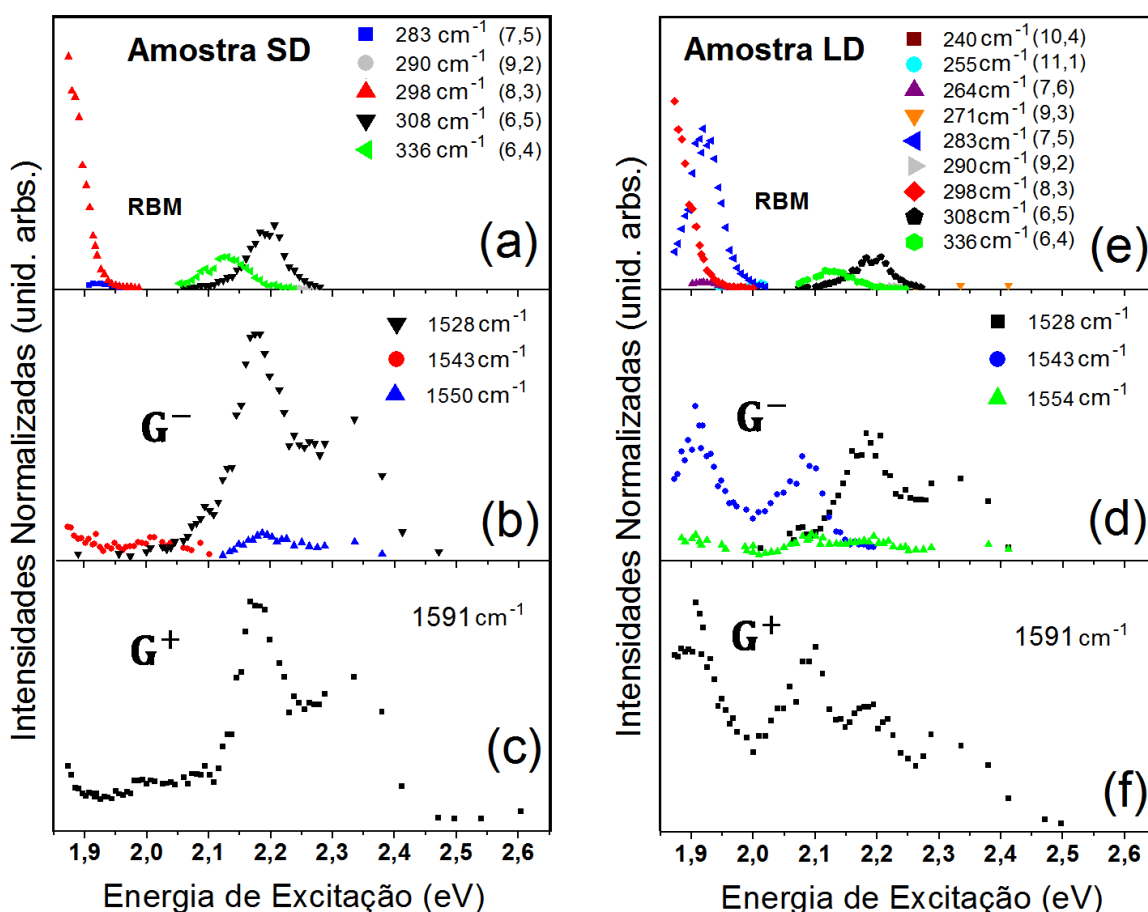 Intensidades Normalizadas (unid. arbs.)
Amostra SD
283 cm⁻¹ (7,5)
290 cm⁻¹ (9,2)
298 cm⁻¹ (8,3)
308 cm⁻¹ (6,5)
336 cm⁻¹ (6,4)
RBM
(a)
1528 cm⁻¹
1543 cm⁻¹
1550 cm⁻¹
G⁻
(b)
G⁺
1591 cm⁻¹
(c)
1,9 2,0 2,1 2,2 2,3 2,4 2,5 2,6
Energia de Excitação (eV)
Intensidades Normalizadas (unid. arbs.)
Amostra LD
240 cm⁻¹ (10,4)
255 cm⁻¹ (11,1)
264 cm⁻¹ (7,6)
271 cm⁻¹ (9,3)
283 cm⁻¹ (7,5)
290 cm⁻¹ (9,2)
298 cm⁻¹ (8,3)
308 cm⁻¹ (6,5)
336 cm⁻¹ (6,4)
RBM
(e)
1528 cm⁻¹
1543 cm⁻¹
1554 cm⁻¹
G⁻
(d)
G⁺
1591 cm⁻¹
(f)
1,9 2,0 2,1 2,2 2,3 2,4 2,5 2,6
Energia de Excitação (eV)